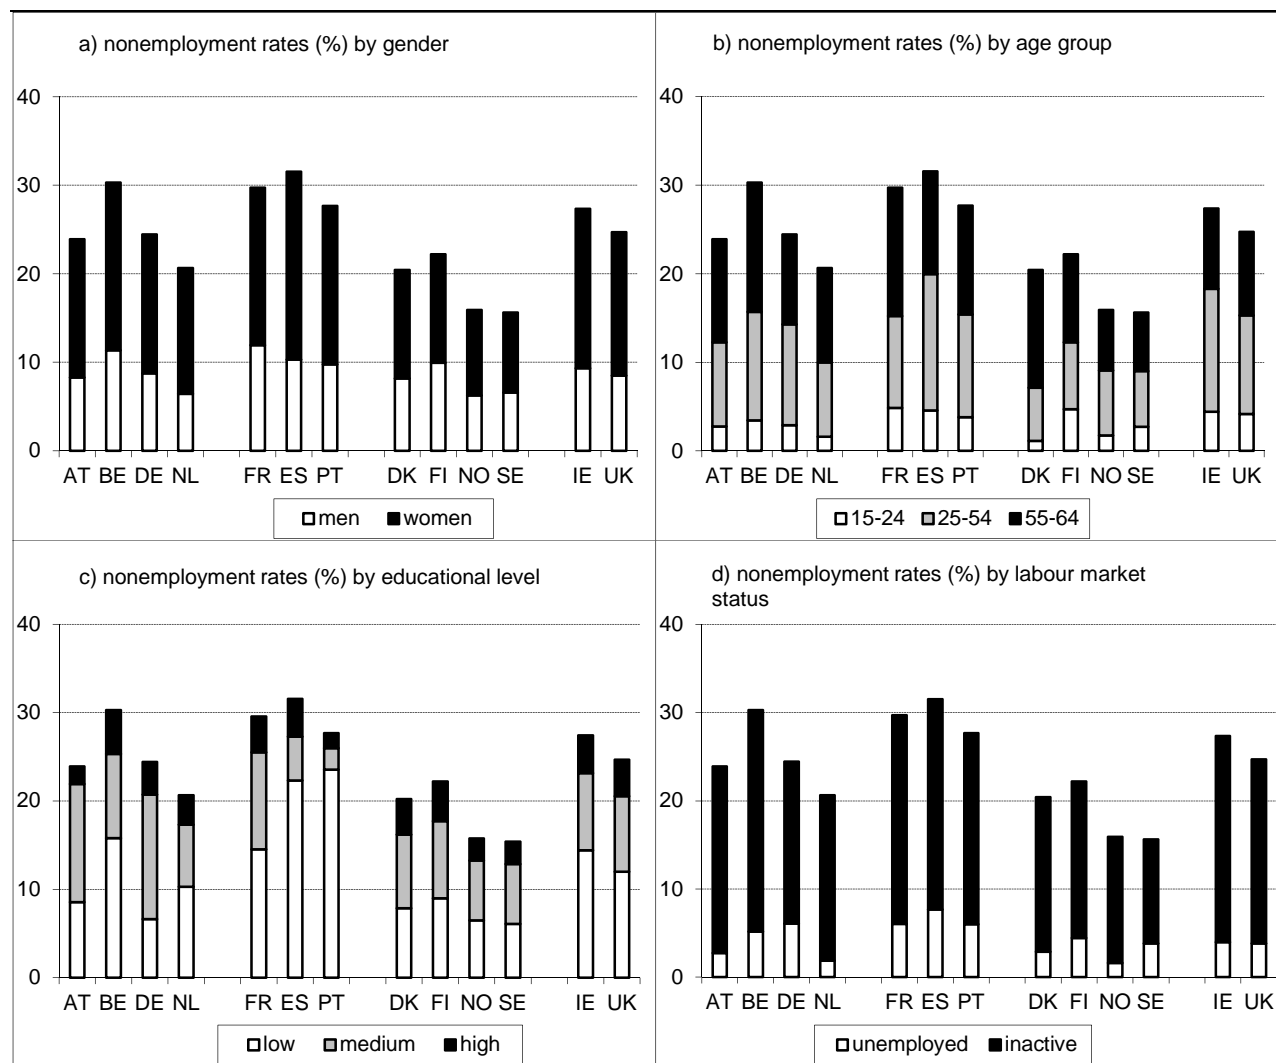 a) nonemployment rates (%) by gender
40
30
20
10
0
AT BE DE NL FR ES PT DK FI NO SE IE UK
men women
b) nonemployment rates (%) by age group
40
30
20
10
0
AT BE DE NL FR ES PT DK FI NO SE IE UK
15-24 25-54 55-64
c) nonemployment rates (%) by educational level
40
30
20
10
0
AT BE DE NL FR ES PT DK FI NO SE IE UK
low medium high
d) nonemployment rates (%) by labour market
status
40
30
20
10
0
AT BE DE NL FR ES PT DK FI NO SE IE UK
unemployed inactive